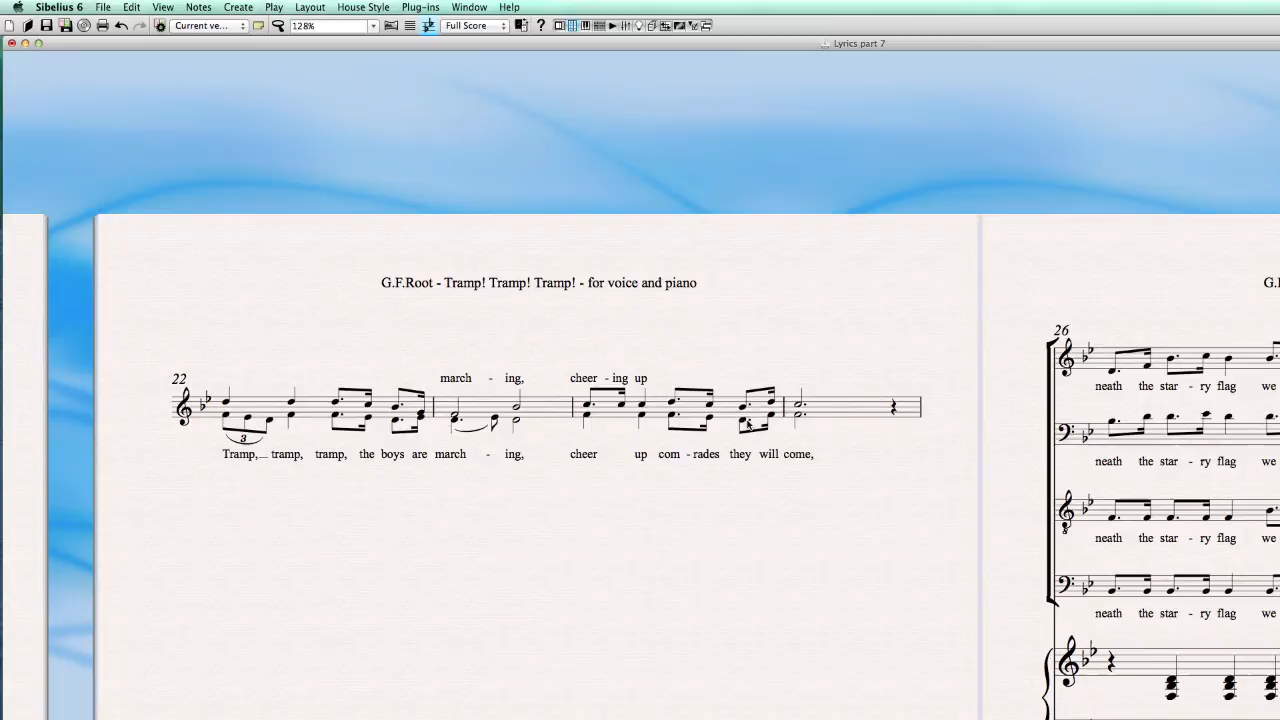 Sibelius 6 File Edit View Notes Create Play Layout House Style Plug-ins Window Help
Current ve... 128% Full Score ?
Lyrics part 7
G.F.Root - Tramp! Tramp! Tramp! - for voice and piano
G.
22
march - ing, cheer - ing up
3
Tramp, tramp, tramp, the boys are march - ing, cheer up com - rades they will come,
26
neath the star - ry flag we
neath the star - ry flag we
8
neath the star - ry flag we
neath the star - ry flag we